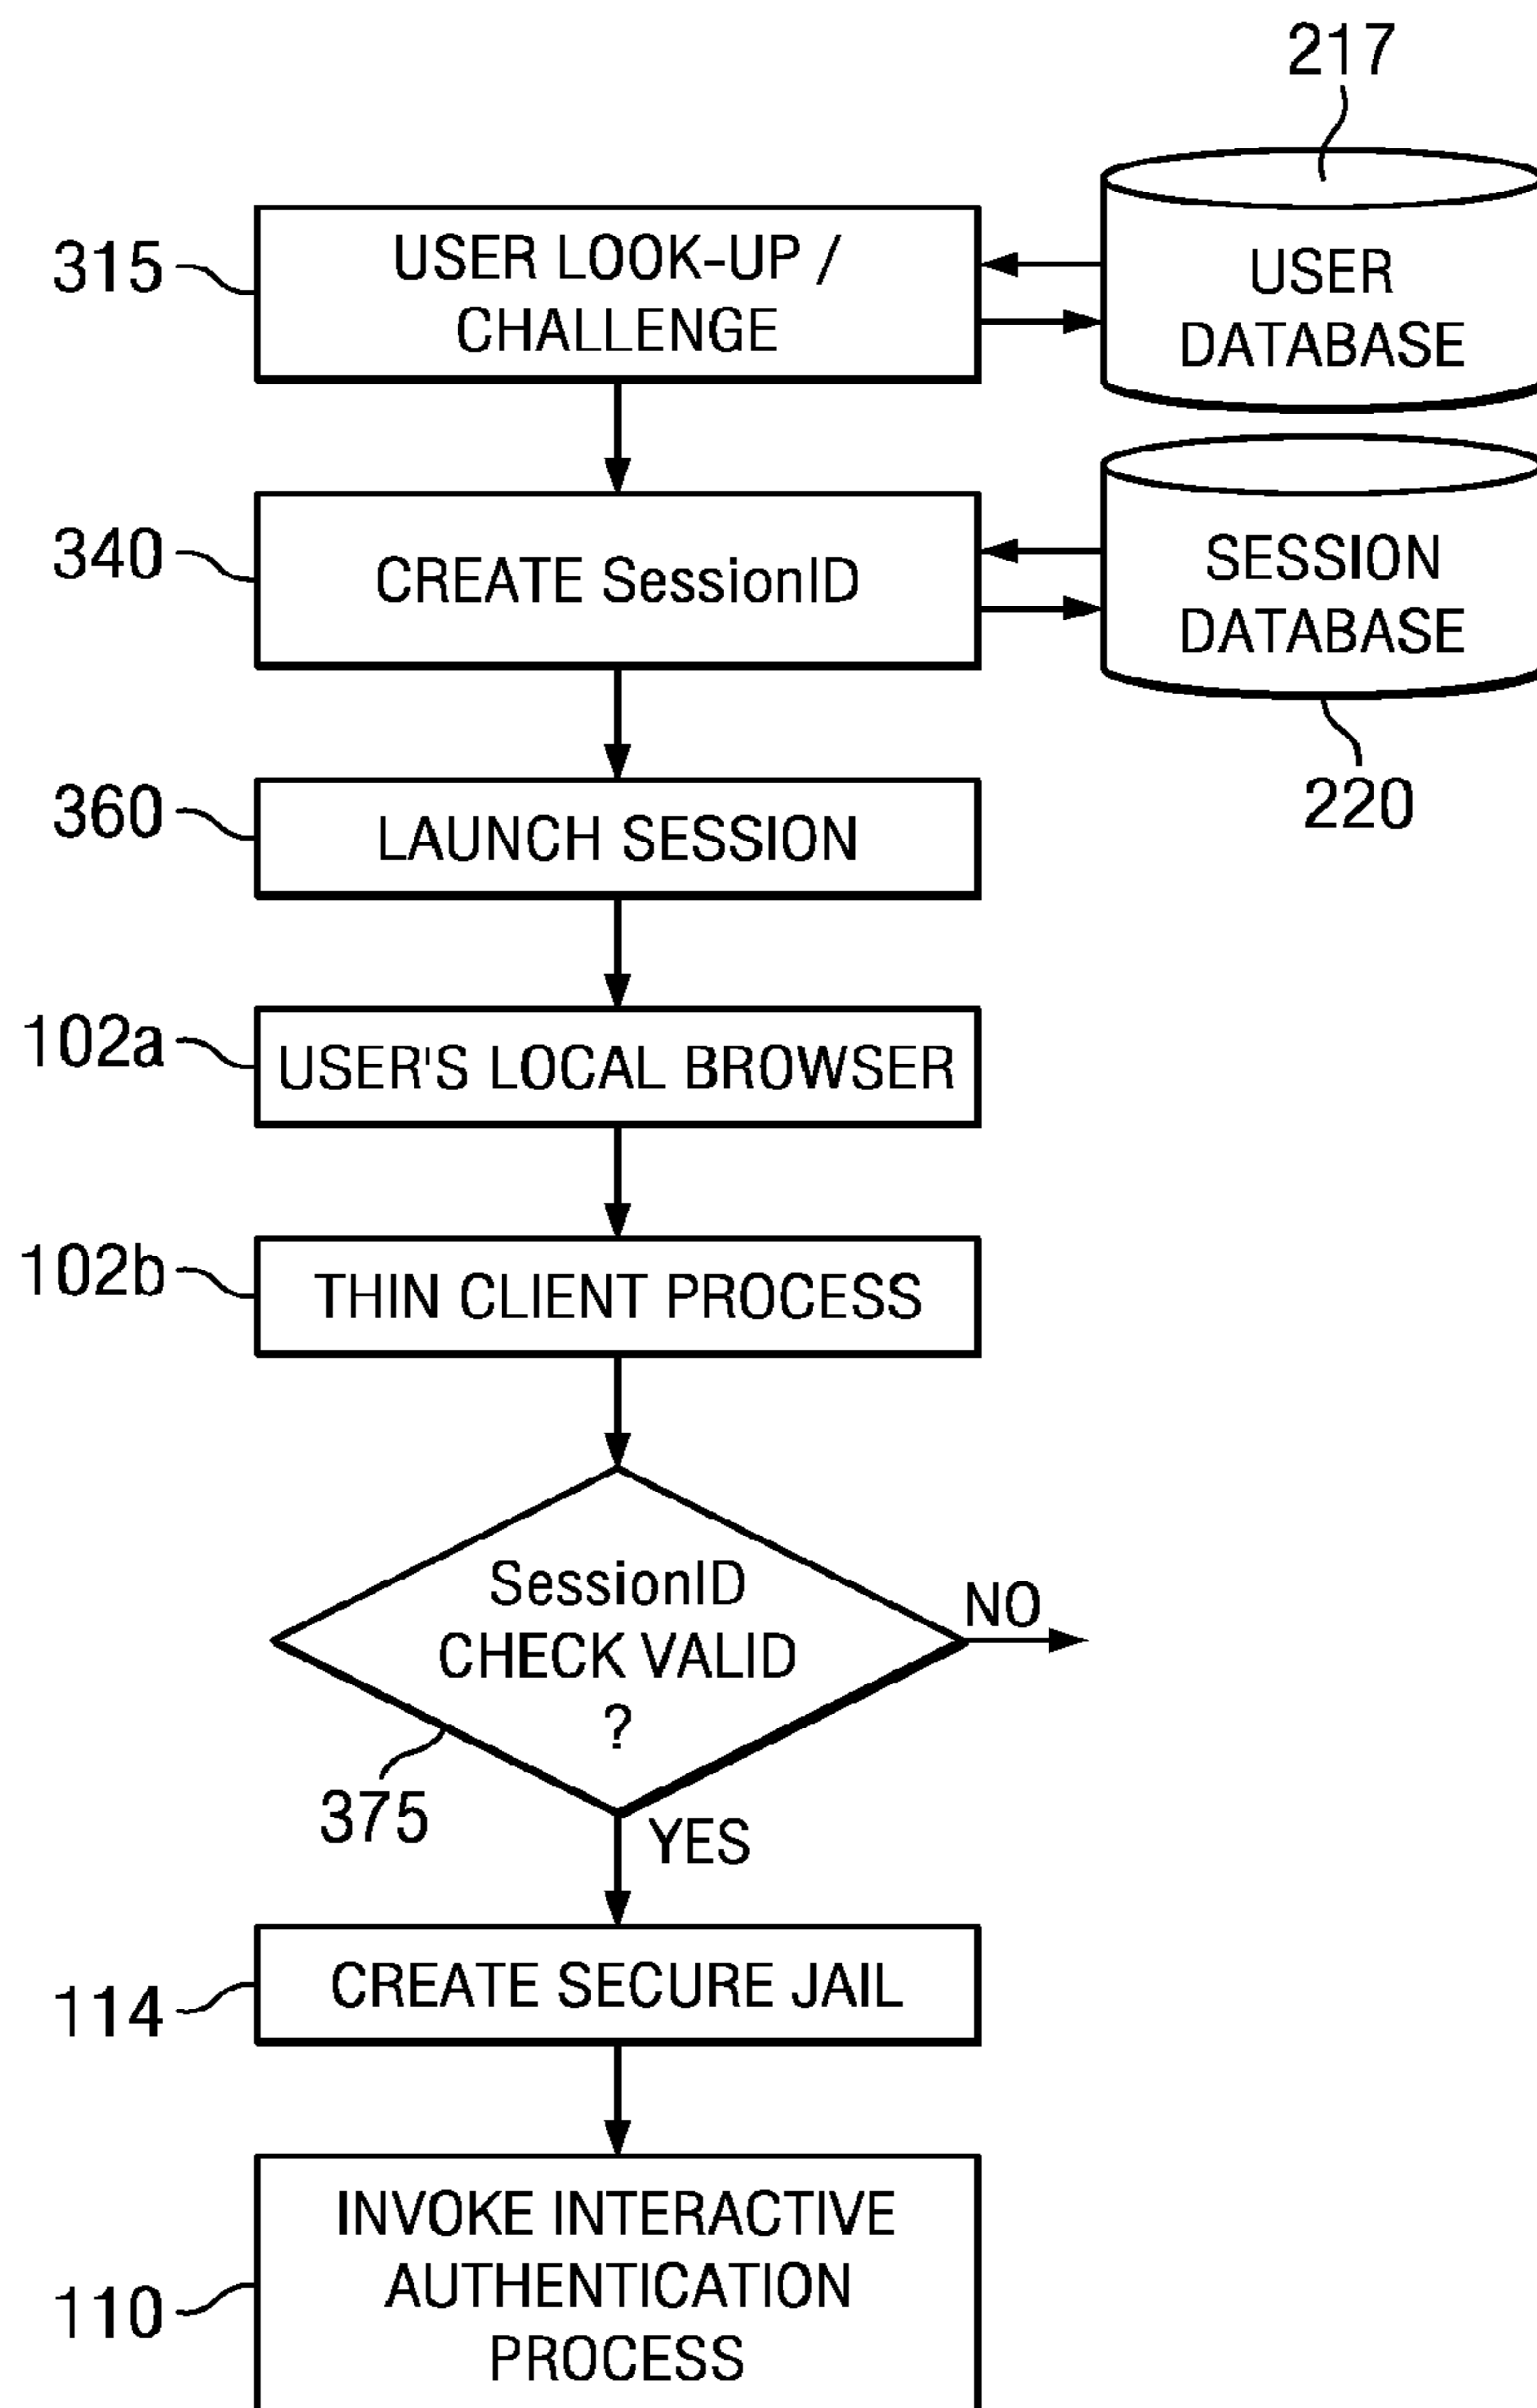 217
315
USER LOOK-UP /
CHALLENGE
USER
DATABASE
340
CREATE SessionID
SESSION
DATABASE
220
360
LAUNCH SESSION
102a
USER'S LOCAL BROWSER
102b
THIN CLIENT PROCESS
SessionID
CHECK VALID
?
NO
375
YES
114
CREATE SECURE JAIL
110
INVOKE INTERACTIVE
AUTHENTICATION
PROCESS